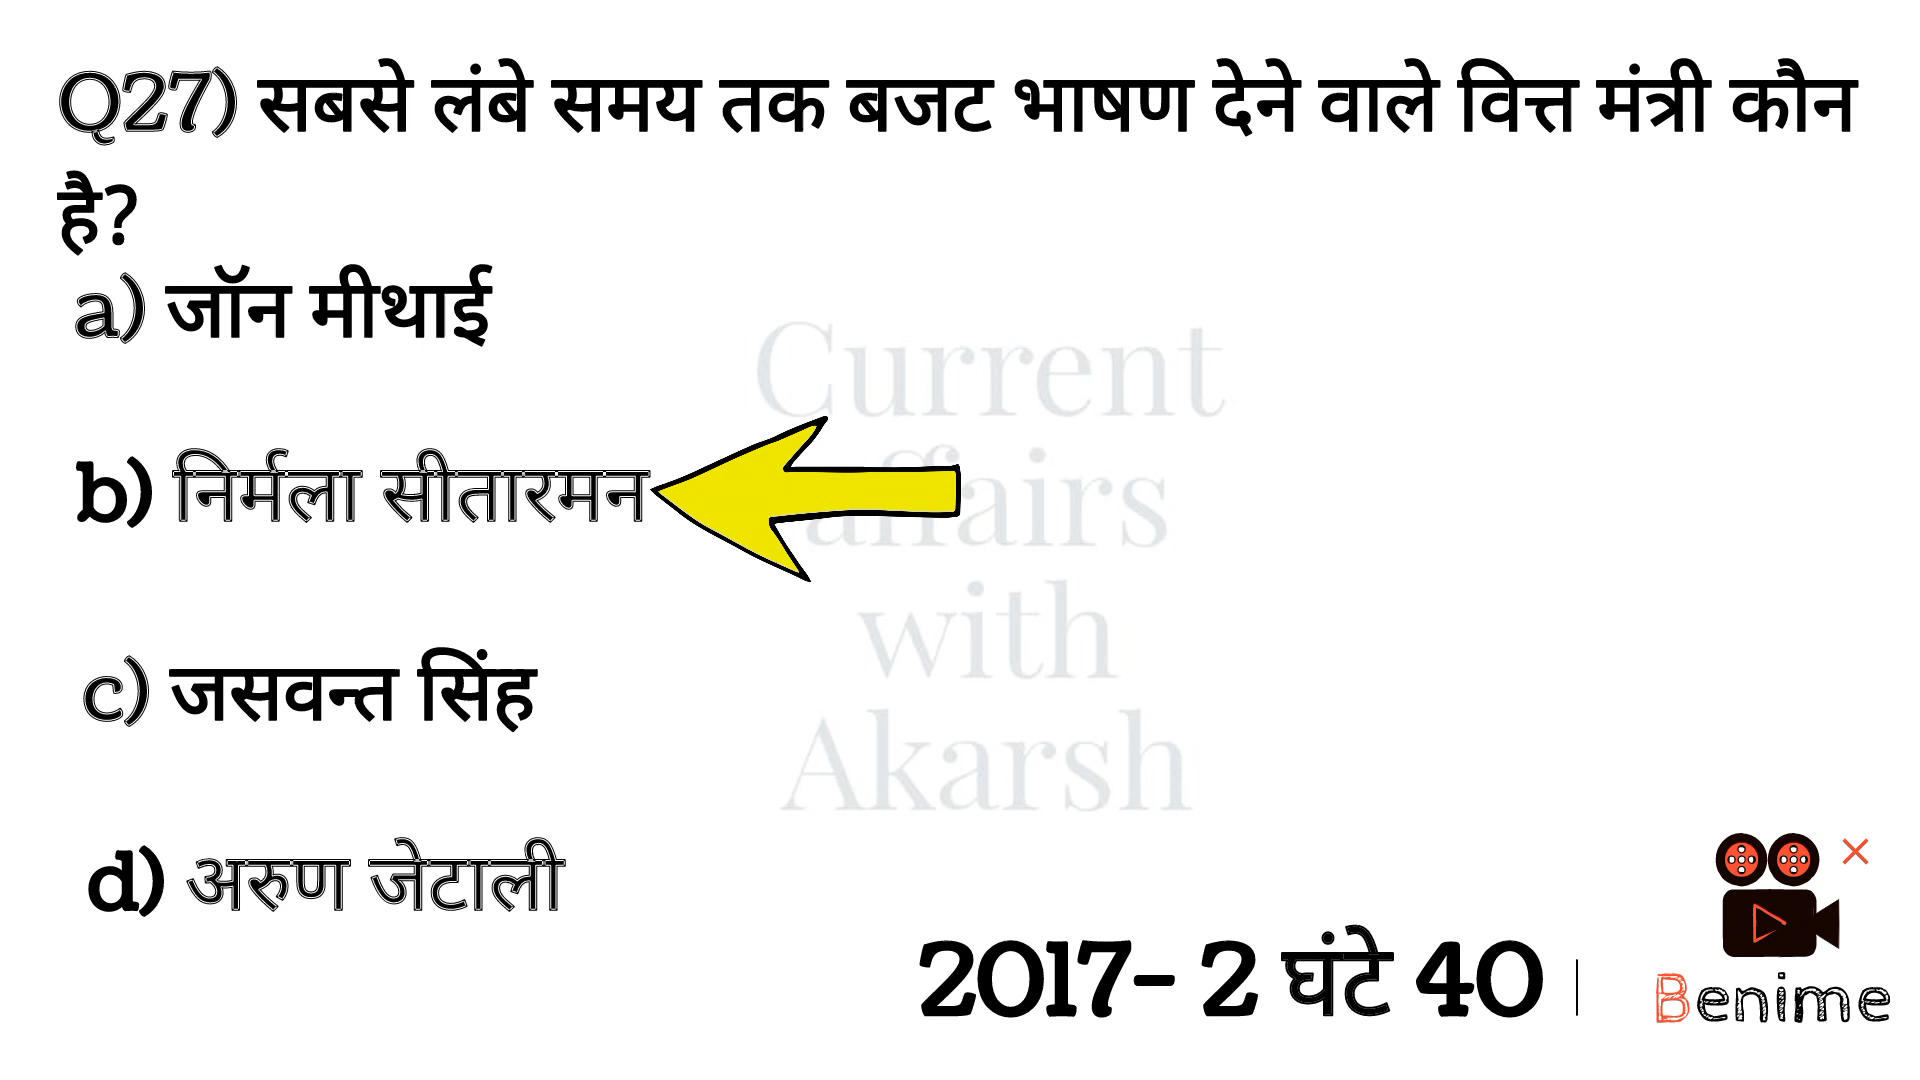 Q27) सबसे लंबे समय तक बजट भाषण देने वाले वित्त मंत्री कौन
है?
a) जॉन मीथाई
b) निर्मला सीतारमन
c) जसवन्त सिंह
d) अरुण जेटाली
Current
affairs
with
Akarsh
2017- 2 घंटे 40
Benime